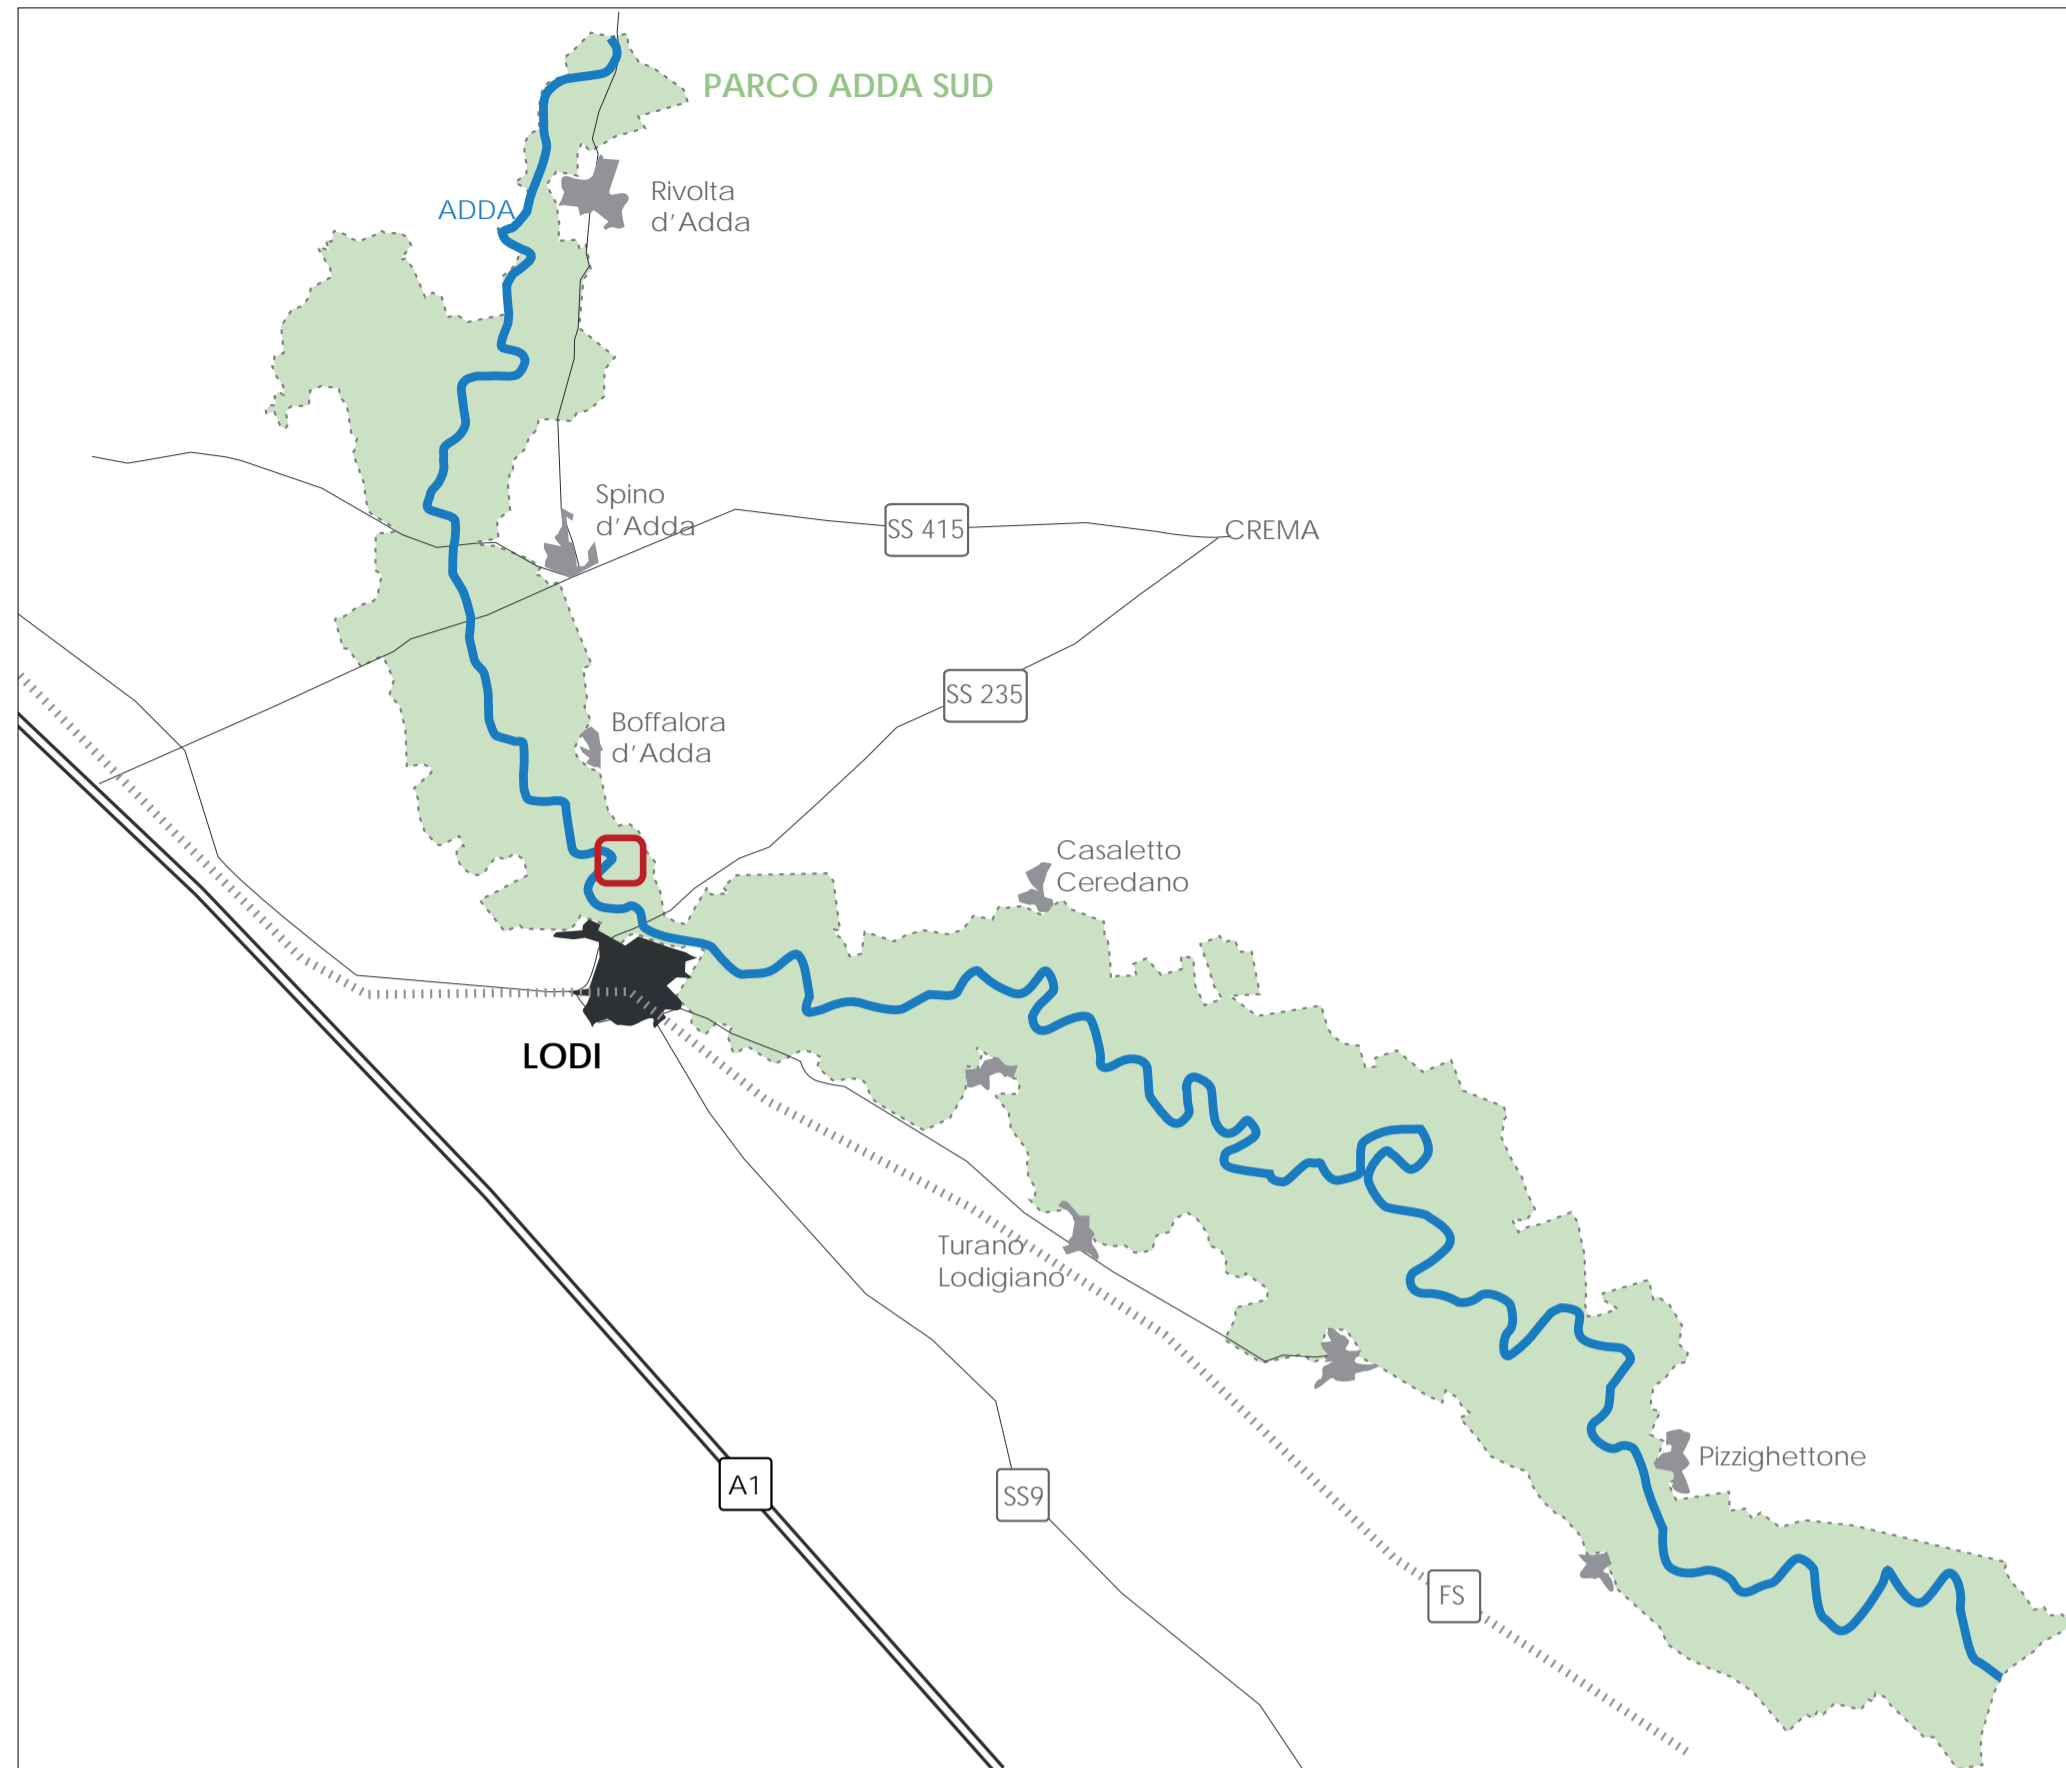 PARCO ADDA SUD
Rivolta
d'Adda
ADDA
Spino
d'Adda
SS 415
CREMA
SS 235
Boffalora
d'Adda
Casaletto
Ceredano
LODI
Turano
Lodigiano
Pizzighettone
A1
SS9
FS